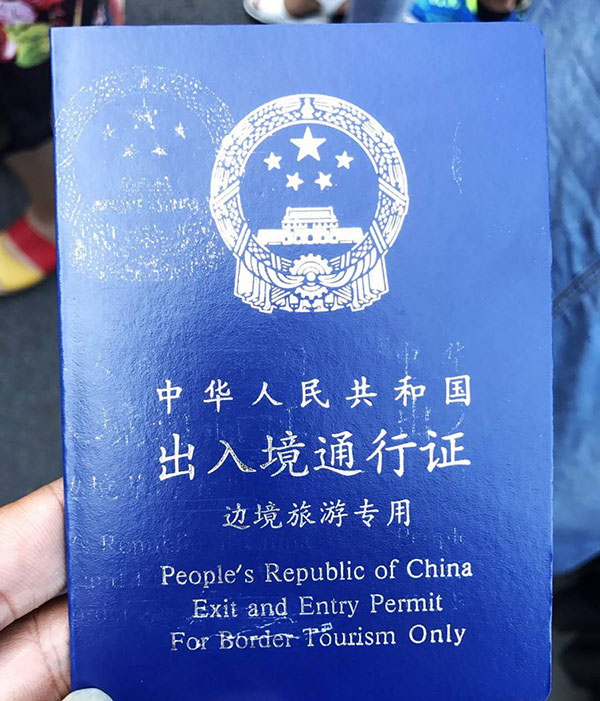 中华人民共和国
出入境通行证
边境旅游专用
People's Republic of China
Exit and Entry Permit
For Border Tourism Only